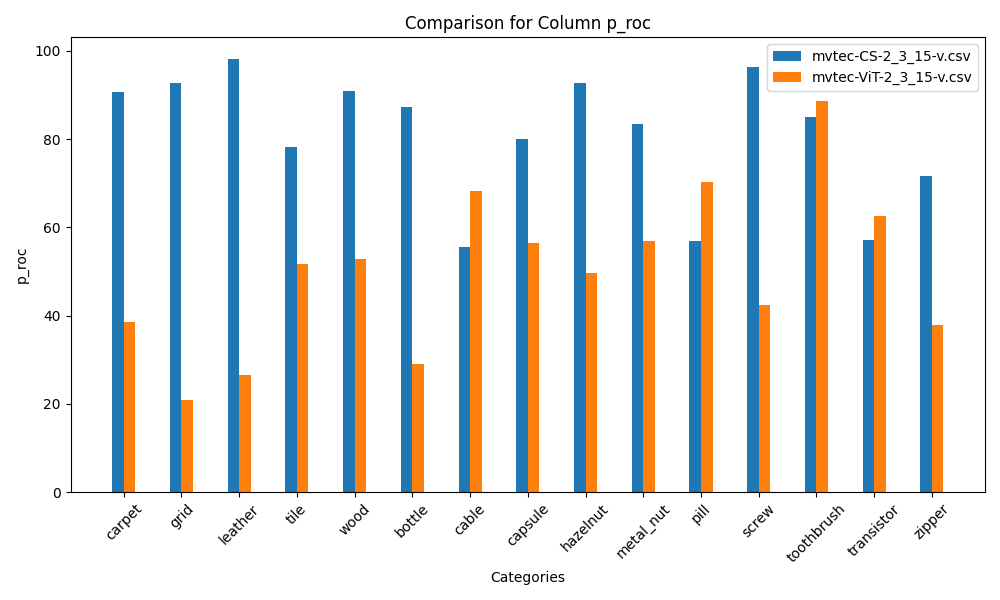 Comparison for Column p_roc
mvtec-CS-2_3_15-v.csv
mvtec-ViT-2_3_15-v.csv
p_roc
100
80
60
40
20
0
carpet
grid
leather
tile
wood
bottle
cable
capsule
hazelnut
metal_nut
pill
screw
toothbrush
transistor
zipper
Categories